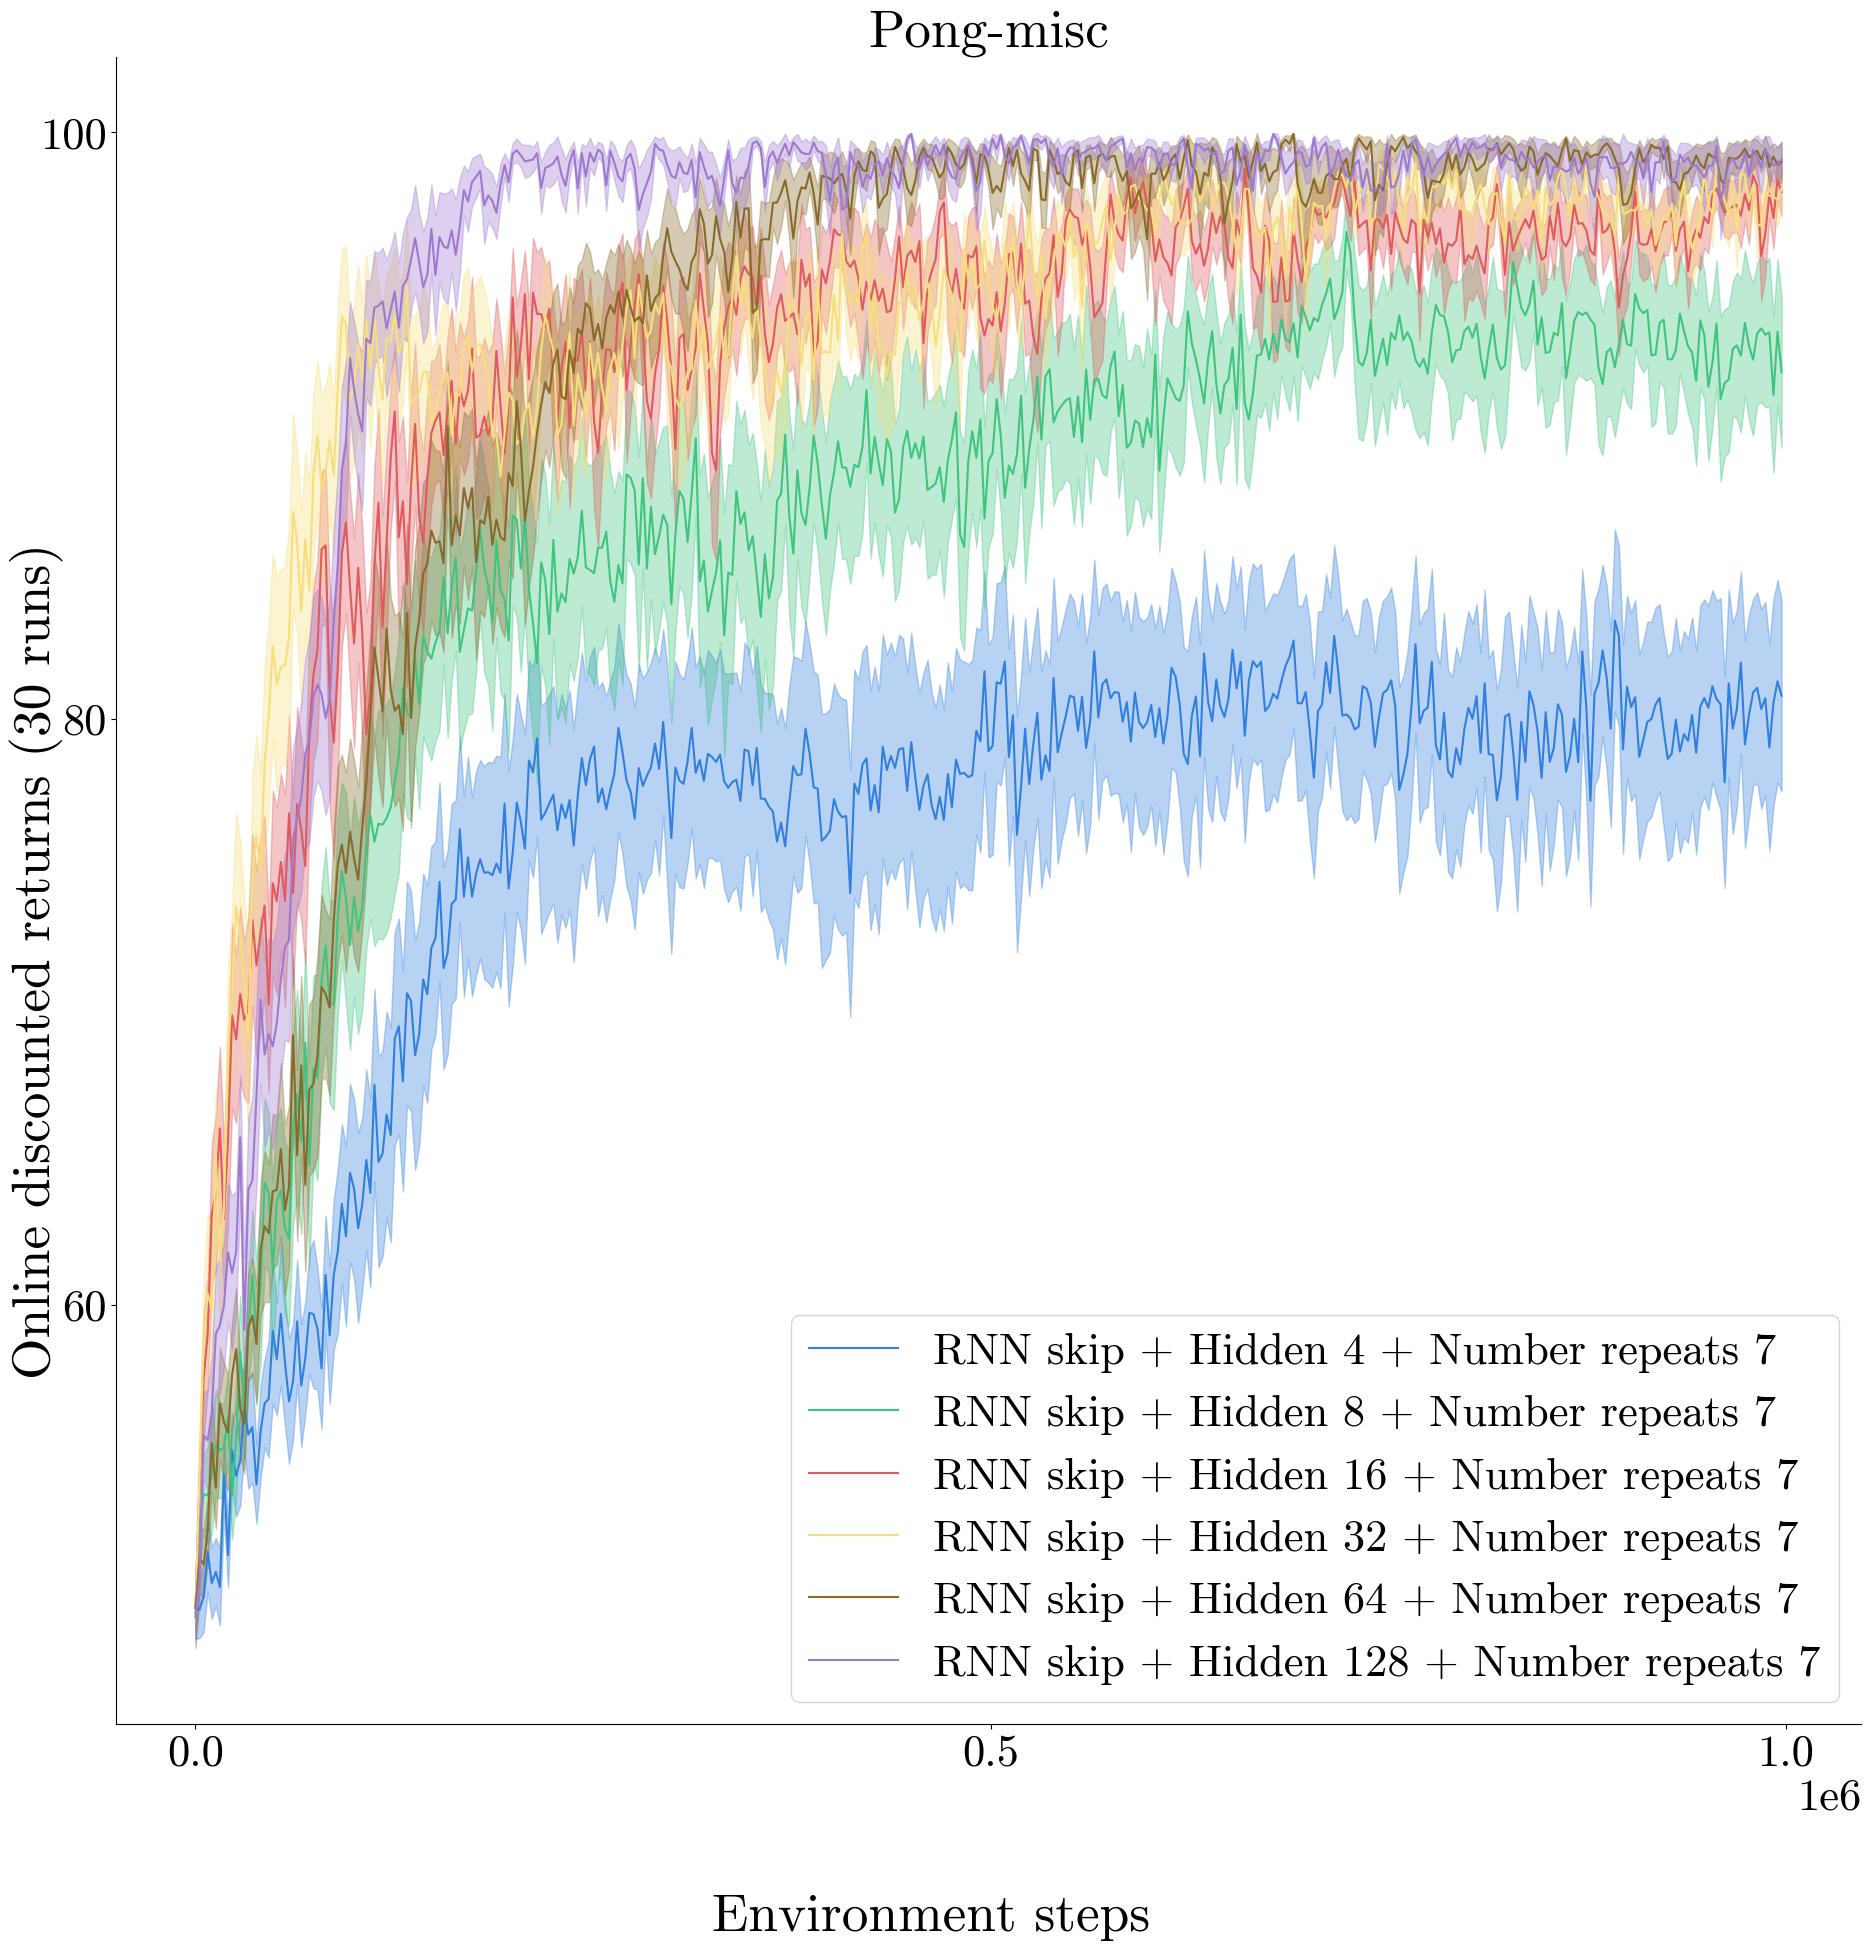 Pong-misc
100
80
60
Online discounted returns (30 runs)
RNN skip + Hidden 4 + Number repeats 7
RNN skip + Hidden 8 + Number repeats 7
RNN skip + Hidden 16 + Number repeats 7
RNN skip + Hidden 32 + Number repeats 7
RNN skip + Hidden 64 + Number repeats 7
RNN skip + Hidden 128 + Number repeats 7
0.0 0.5 1.0
1e6
Environment steps